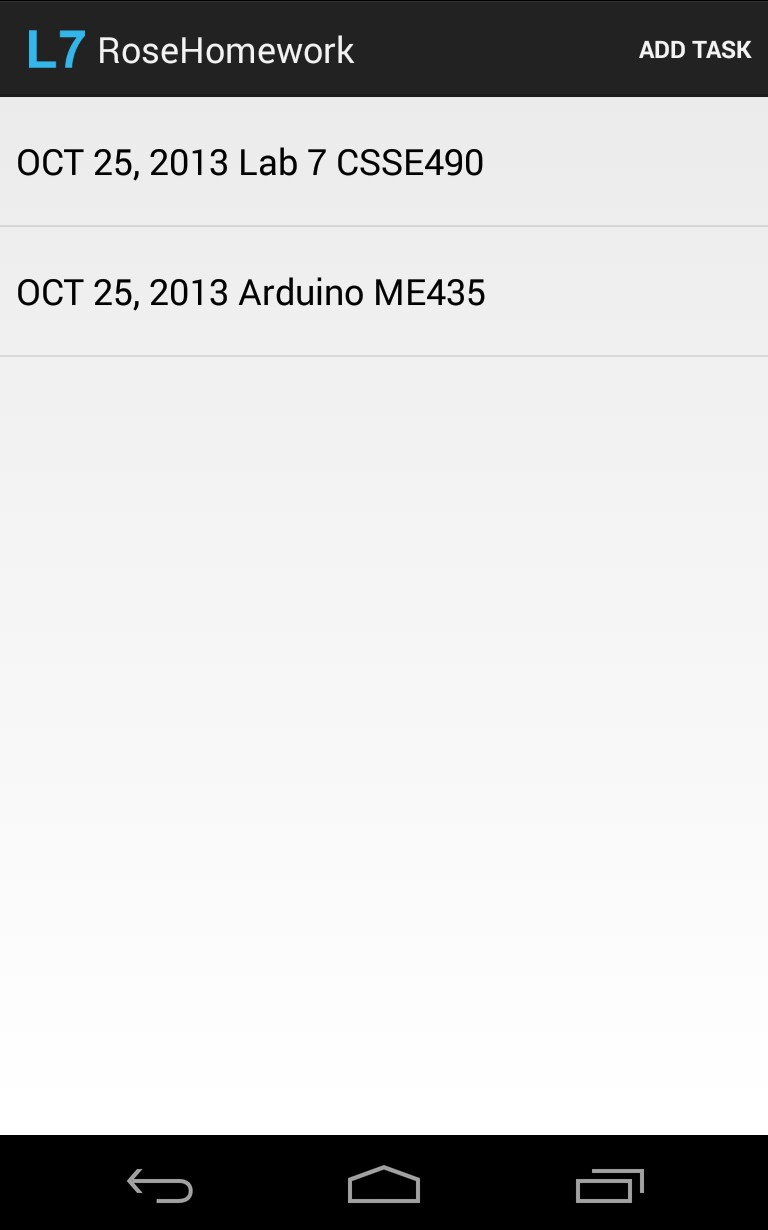 L7 RoseHomework ADD TASK
OCT 25, 2013 Lab 7 CSSE490
OCT 25, 2013 Arduino ME435